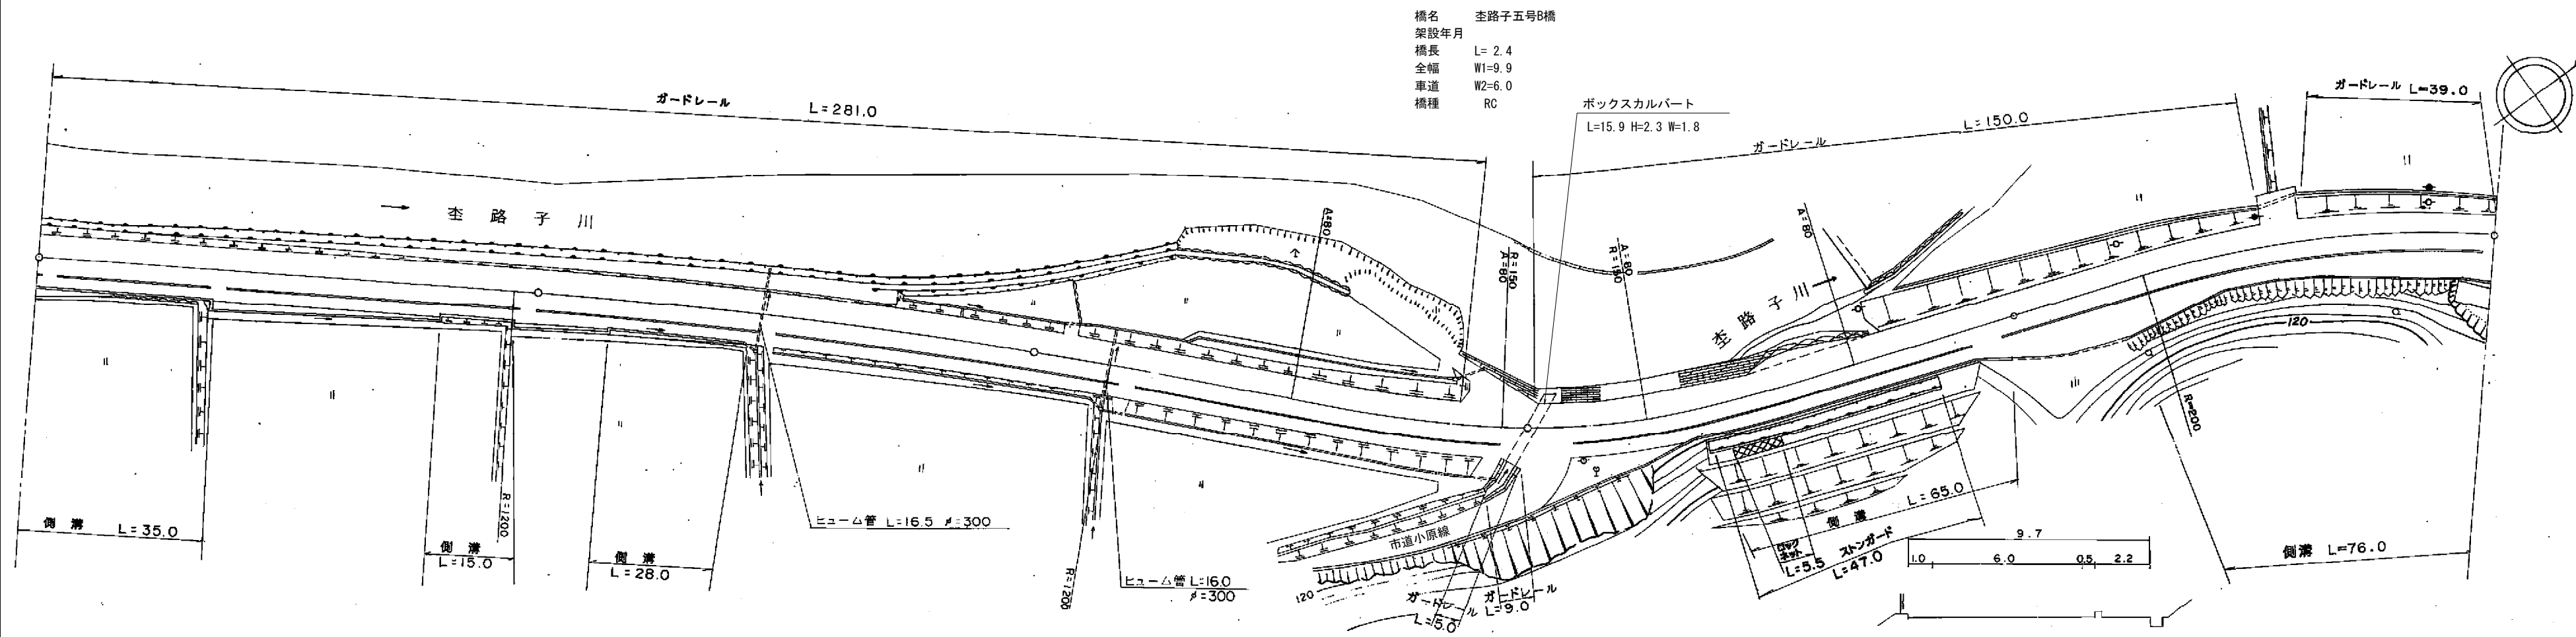 橋名 杢路子五号B橋
架設年月
橋長 L= 2.4
全幅 W1=9.9
車道 W2=6.0
橋種 RC
ボックスカルバート
L=15.9 H=2.3 W=1.8
ガードレール L=281.0
ガードレール L=150.0
ガードレール L=39.0
杢路子川
A=80
R=150
A=80
A=80
R=150
A=80
杢路子川
120
R=200
側溝 L=35.0
R=1200
側溝
L=15.0
側溝
L=28.0
ヒューム管 L=16.5 φ=300
R=1200
ヒューム管 L=16.0
φ=300
市道小原線
120
ガードレール
L=5.0
ガードレール
L=9.0
側溝 L=65.0
ロック
ネット
L=5.5
ストンガード
L=47.0
9.7
1.0 6.0 0.5 2.2
側溝 L=76.0